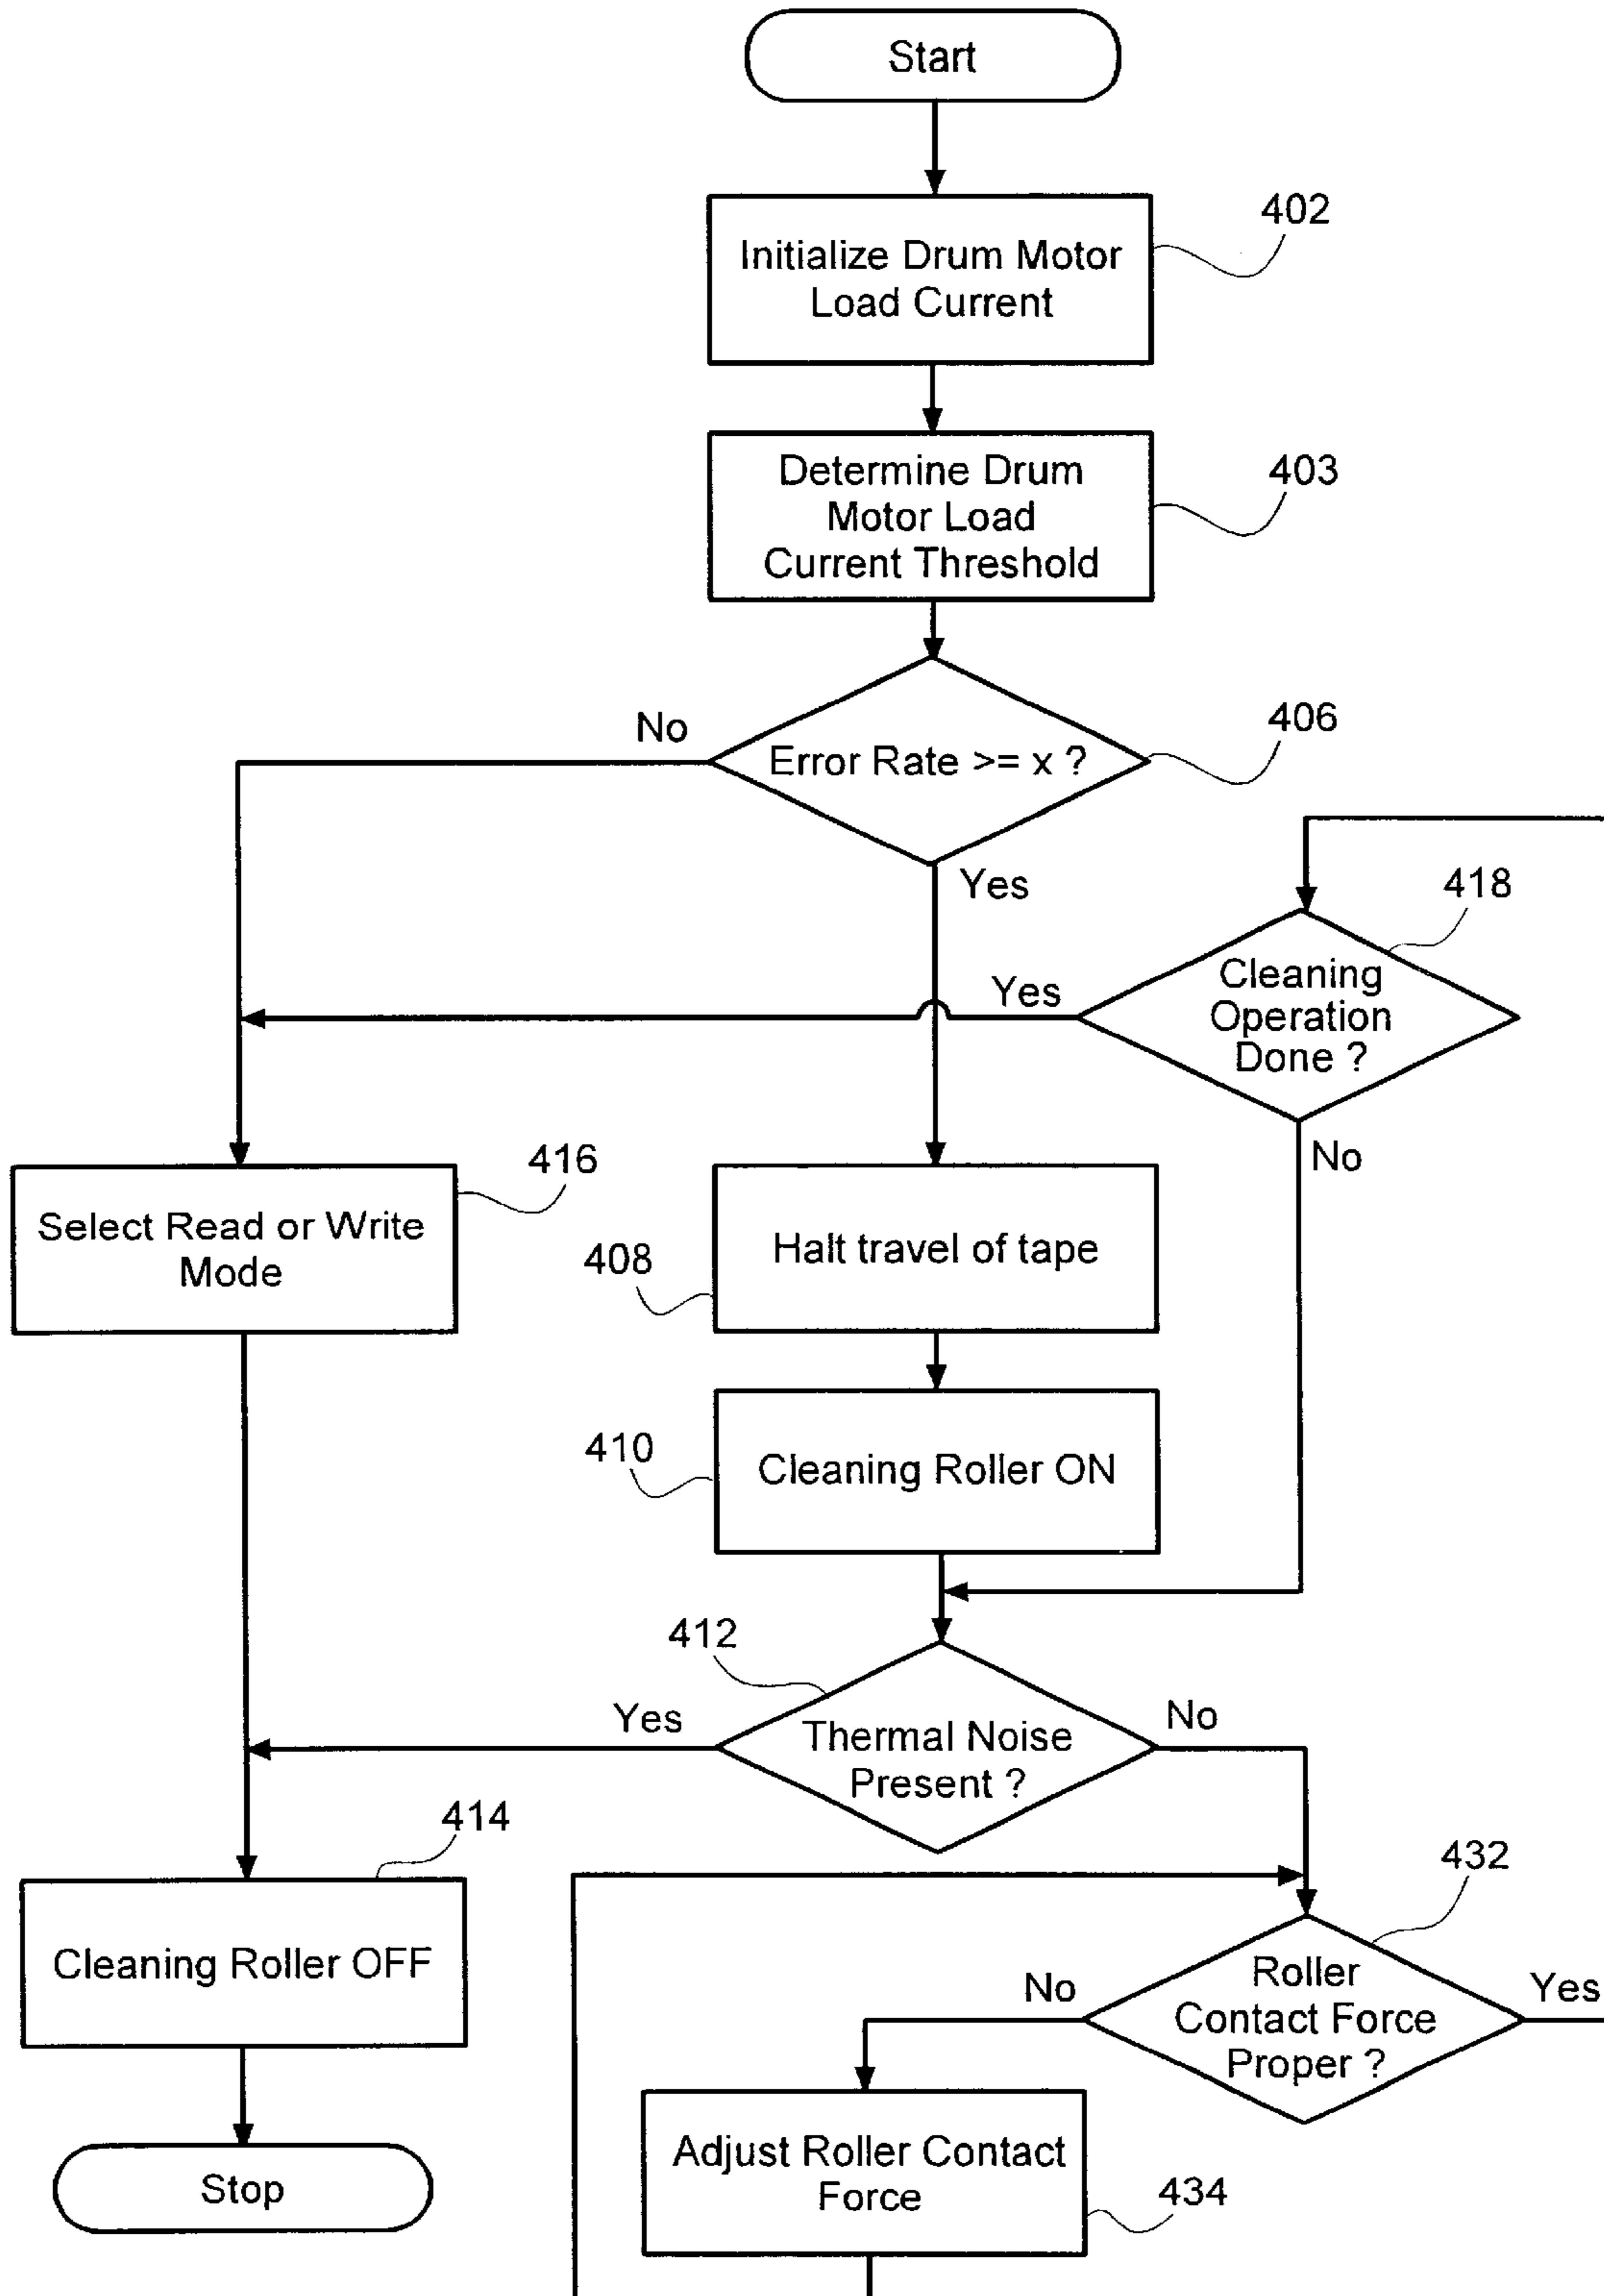 Start
402
Initialize Drum Motor
Load Current
403
Determine Drum
Motor Load
Current Threshold
406
No
Error Rate >= x ?
Yes
418
Cleaning
Operation
Done ?
Yes
No
416
Select Read or Write
Mode
408
Halt travel of tape
410
Cleaning Roller ON
412
Yes
No
Thermal Noise
Present ?
414
Cleaning Roller OFF
432
No
Roller
Contact Force
Proper ?
Yes
Adjust Roller Contact
Force
434
Stop